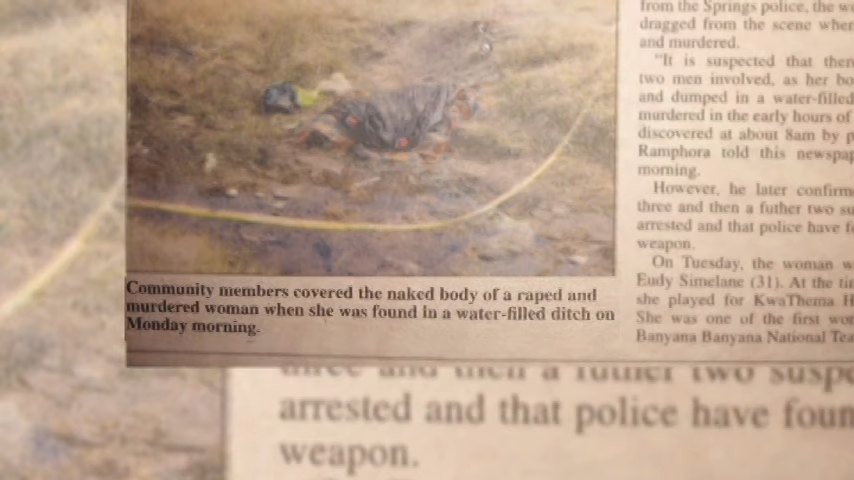 Community members covered the naked body of a raped and
murdered woman when she was found in a water-filled ditch on
Monday morning.
from the Springs police, the
dragged from the scene
and murdered.
"It is suspected that
two men involved, as her
and dumped in a water-filled
murdered in the early hours of
discovered at about 8am by
Ramphora told this
morning.
However, he later
three and then a futher two
arrested and that police have
weapon.
On Tuesday, the woman
Eudy Simelane (31). At the
she played for KwaThema
She was one of the first
Banyana Banyana National
three and then a futher two
arrested and that police have
weapon.